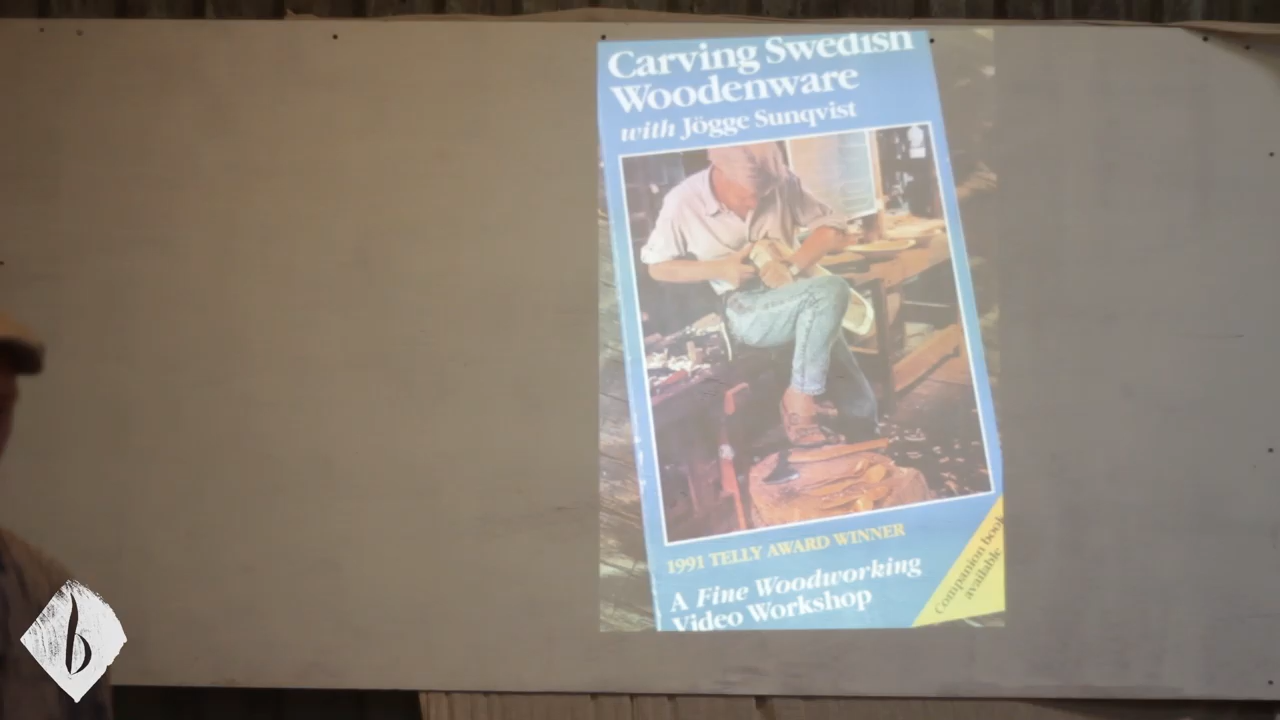 Carving Swedish
Woodenware
with Jögge Sunqvist
1991 TELLY AWARD WINNER
A Fine Woodworking
Video Workshop
Companion book
available
b